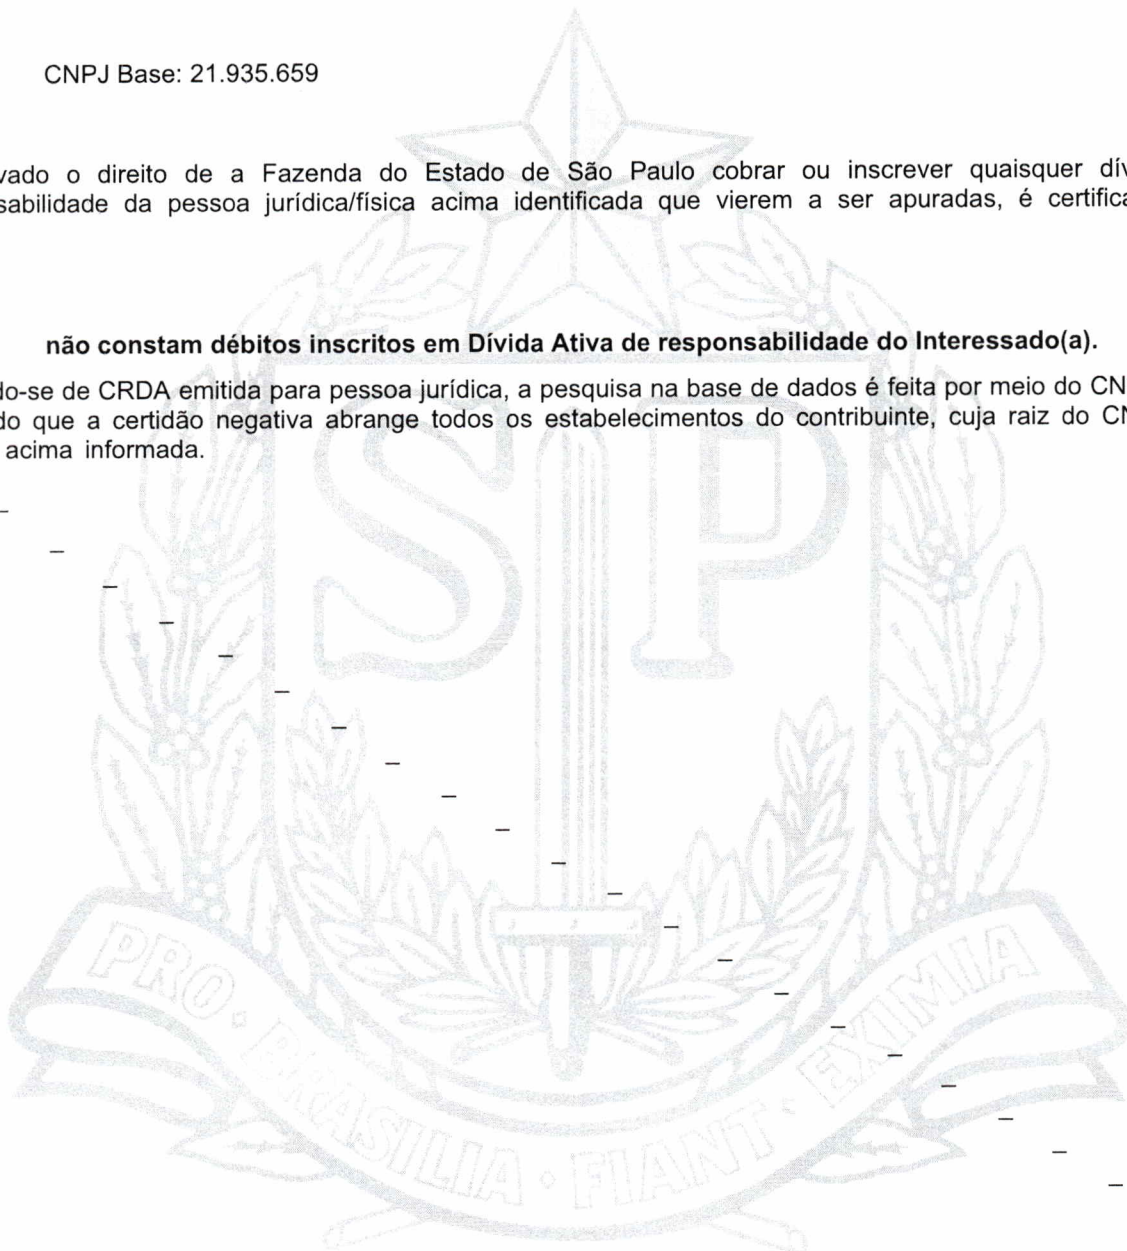 CNPJ Base: 21.935.659
vado o direito de a Fazenda do Estado de São Paulo cobrar ou inscrever quaisquer dív
sabilidade da pessoa jurídica/física acima identificada que vierem a ser apuradas, é certifica
não constam débitos inscritos em Dívida Ativa de responsabilidade do Interessado(a).
do-se de CRDA emitida para pessoa jurídica, a pesquisa na base de dados é feita por meio do CN
do que a certidão negativa abrange todos os estabelecimentos do contribuinte, cuja raiz do CN
acima informada.
SP
PRO · BRASILIA · FIANT · EXIMIA